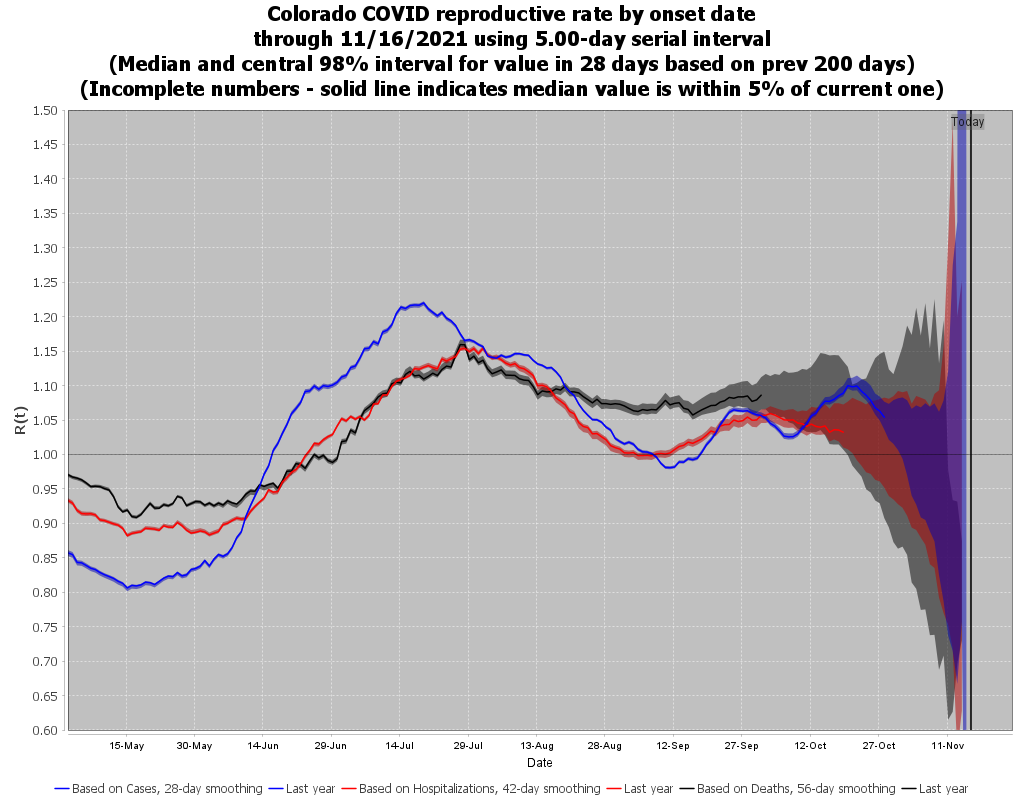 Colorado COVID reproductive rate by onset date
through 11/16/2021 using 5.00-day serial interval
(Median and central 98% interval for value in 28 days based on prev 200 days)
(Incomplete numbers - solid line indicates median value is within 5% of current one)
Today
1.50
1.45
1.40
1.35
1.30
1.25
1.20
1.15
1.10
1.05
1.00
0.95
0.90
0.85
0.80
0.75
0.70
0.65
0.60
R(t)
15-May 30-May 14-Jun 29-Jun 14-Jul 29-Jul 13-Aug 28-Aug 12-Sep 27-Sep 12-Oct 27-Oct 11-Nov
Date
Based on Cases, 28-day smoothing Last year Based on Hospitalizations, 42-day smoothing Last year Based on Deaths, 56-day smoothing Last year